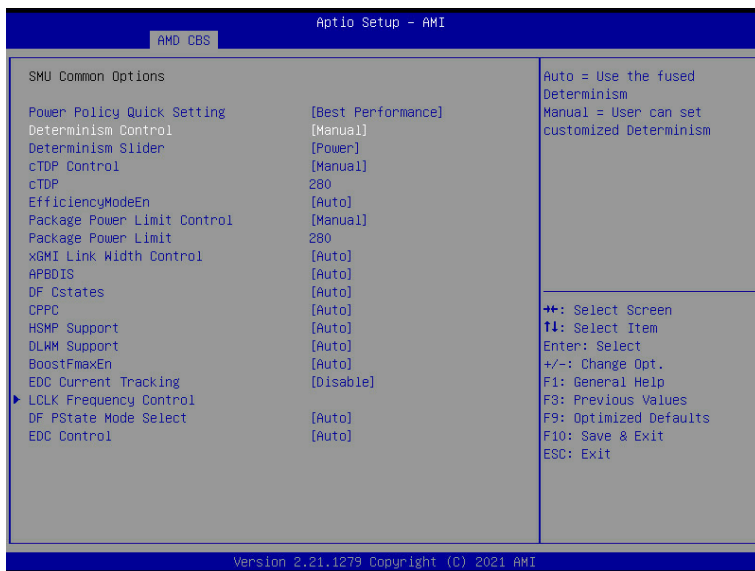 Aptio Setup – AMI
AMD CBS
SMU Common Options
Power Policy Quick Setting [Best Performance]
Determinism Control [Manual]
Determinism Slider [Power]
cTDP Control [Manual]
cTDP 280
EfficiencyModeEn [Auto]
Package Power Limit Control [Manual]
Package Power Limit 280
xGMI Link Width Control [Auto]
APBDIS [Auto]
DF Cstates [Auto]
CPPC [Auto]
HSMP Support [Auto]
DLWM Support [Auto]
BoostFmaxEn [Auto]
EDC Current Tracking [Disable]
LCLK Frequency Control
DF PState Mode Select [Auto]
EDC Control [Auto]
Auto = Use the fused
Determinism
Manual = User can set
customized Determinism
→←: Select Screen
↑↓: Select Item
Enter: Select
+/-: Change Opt.
F1: General Help
F3: Previous Values
F9: Optimized Defaults
F10: Save & Exit
ESC: Exit
Version 2.21.1279 Copyright (C) 2021 AMI